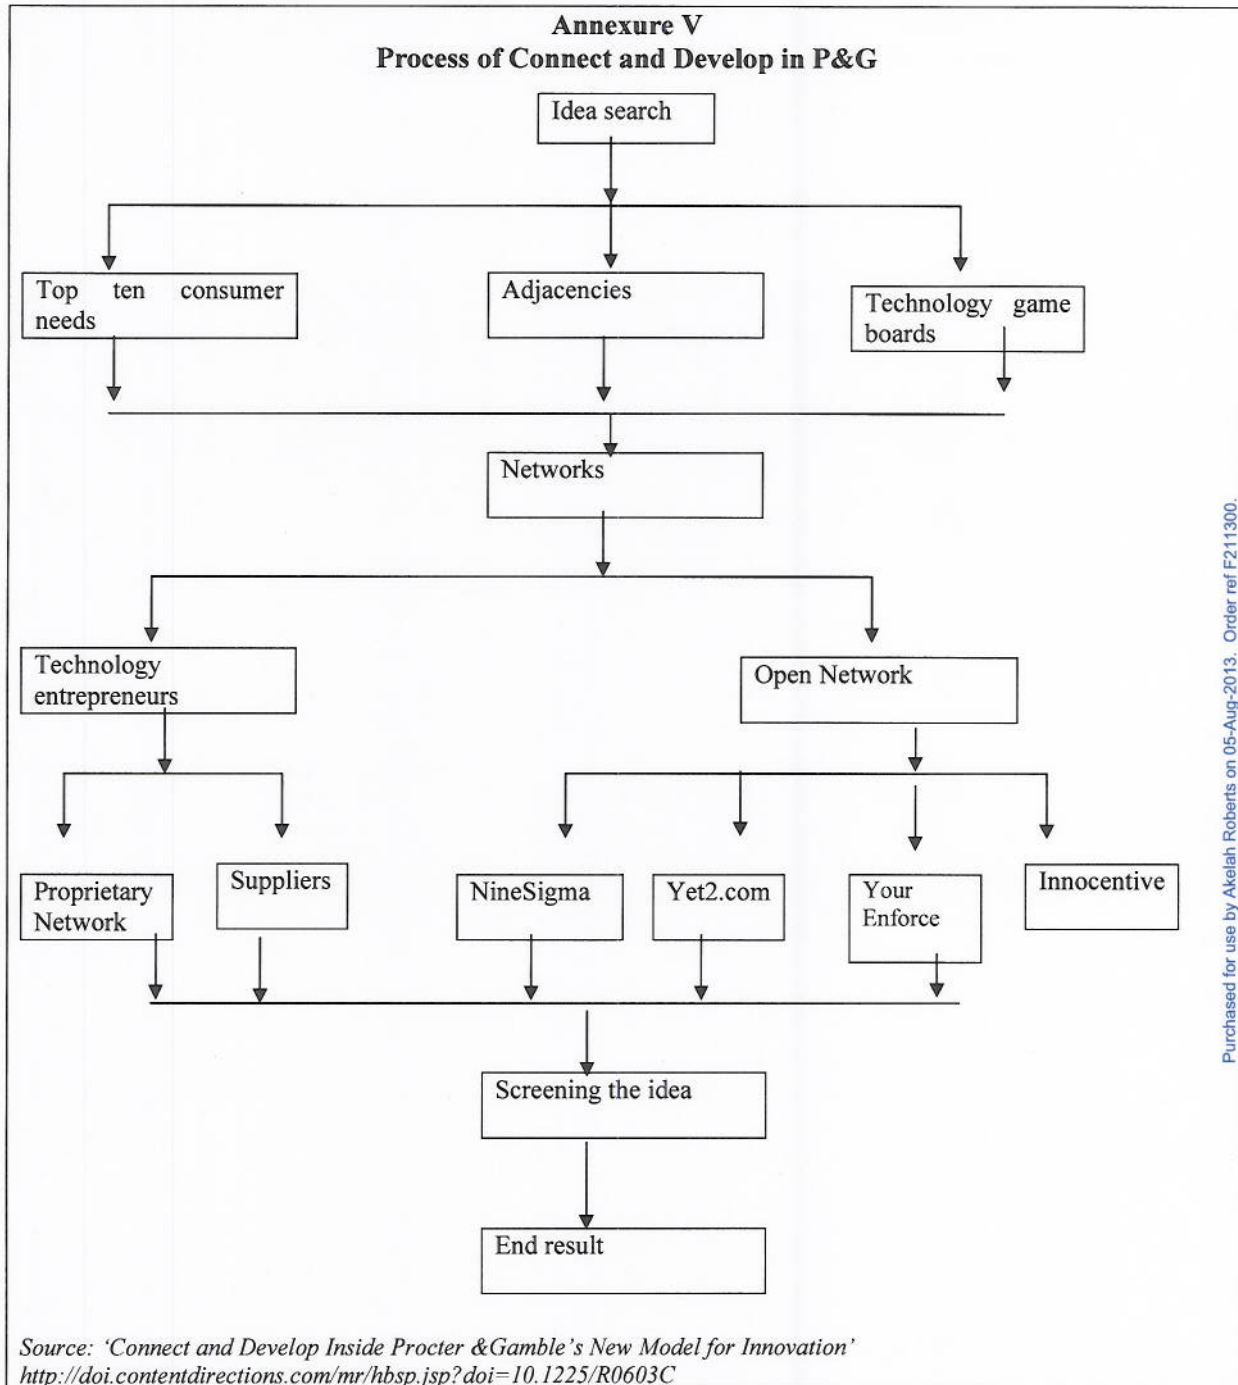 Annexure V
Process of Connect and Develop in P&G
Idea search
Top ten consumer
needs
Adjacencies
Technology game
boards
Networks
Technology
entrepreneurs
Open Network
Proprietary
Network
Suppliers
NineSigma
Yet2.com
Your
Enforce
Innocentive
Screening the idea
End result
Source: ‘Connect and Develop Inside Procter &Gamble’s New Model for Innovation’
http://doi.contentdirections.com/mr/hbsp.jsp?doi=10.1225/R0603C
Purchased for use by Akelah Roberts on 05-Aug-2013. Order ref F211300.